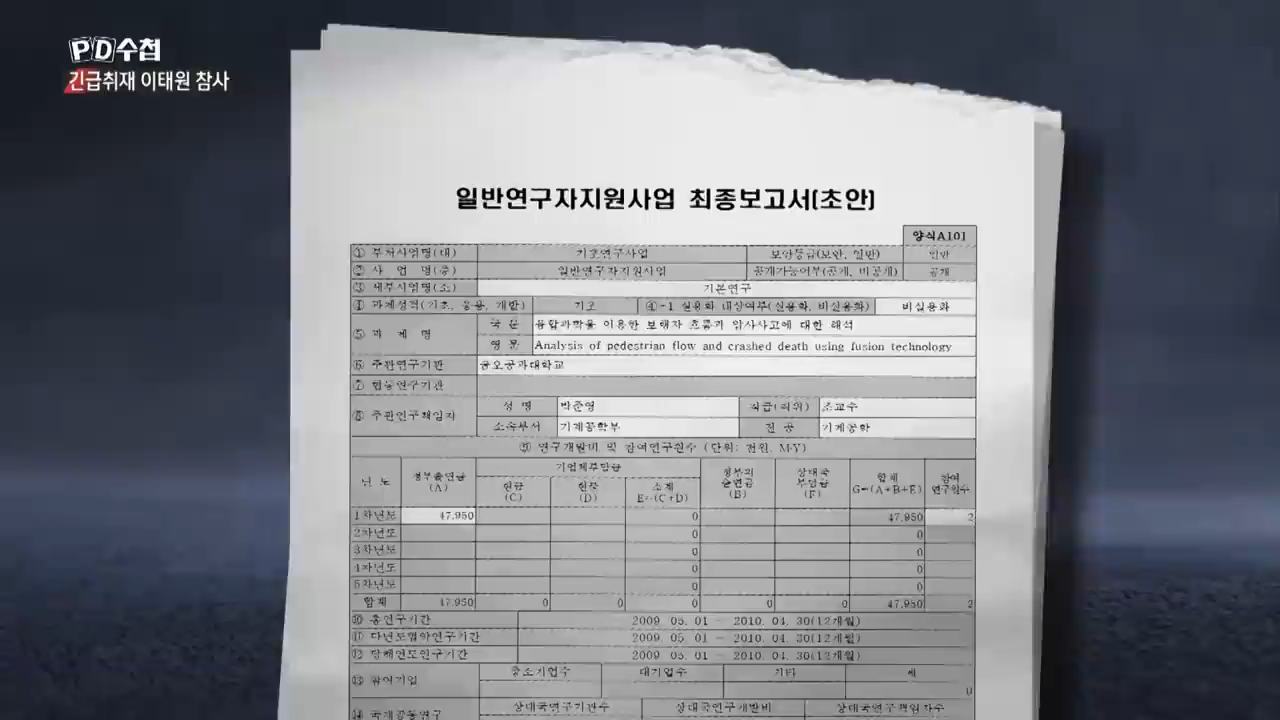 PD수첩
긴급취재 이태원 참사
일반연구자지원사업 최종보고서(초안)
양식A101
① 부처사업명(대) 기초연구사업 보안등급(보안, 일반) 일반
② 사 업 명(중) 일반연구자지원사업 공개가능여부(공개, 비공개) 공개
③ 세부사업명(소) 기본연구
④ 과제성격(기초, 응용, 개발) 기초 ④-1 실용화 대상여부(실용화, 비실용화) 비실용화
⑤ 과 제 명 국 문 융합과학을 이용한 보행자 흐름과 압사사고에 대한 해석
영 문 Analysis of pedestrian flow and crashed death using fusion technology
⑥ 주관연구기관 금오공과대학교
⑦ 협동연구기관
⑧ 주관연구책임자 성 명 박준영 직급(직위) 조교수
소속부서 기계공학부 전 공 기계공학
⑨ 연구개발비 및 참여연구원수 (단위: 천원, M·Y)
년 도 정부출연금 (A) 기업체부담금 정부외 출연금 (B) 상대국 부담금 (F) 합계 G=(A+B+E) 참여 연구원수
현금 (C) 현물 (D) 소계 E=(C+D)
1차년도 47,950 0 47,950 2
2차년도 0 0
3차년도 0 0
4차년도 0 0
5차년도 0 0
합계 47,950 0 0 0 0 0 47,950 2
⑩ 총연구기간 2009. 05. 01 - 2010. 04. 30(12개월)
⑪ 다년도협약연구기간 2009. 05. 01 - 2010. 04. 30(12개월)
⑫ 당해연도연구기간 2009. 05. 01 - 2010. 04. 30(12개월)
⑬ 참여기업 중소기업수 대기업수 기타 계
0
⑭ 국제공동연구 상대국연구기관수 상대국연구개발비 상대국연구책임자수